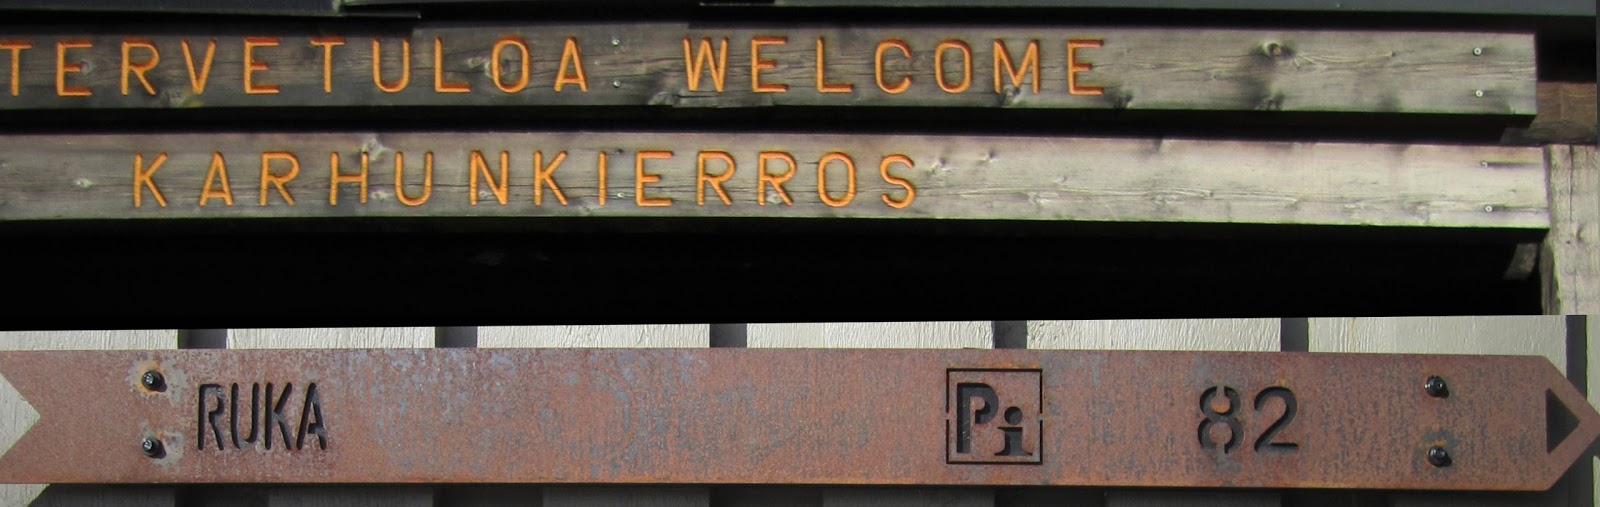 TERVETULOA WELCOME
KARHUNKIERROS
RUKA Pi 82